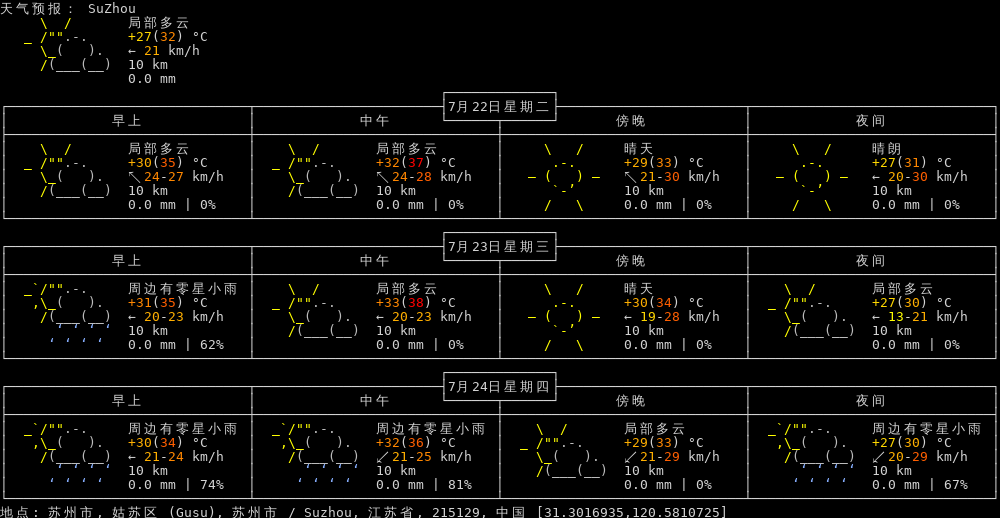 天气预报: SuZhou
局部多云
+27(32) °C
← 21 km/h
10 km
0.0 mm
7月22日星期二
早上 中午 傍晚 夜间
局部多云 局部多云 晴天 晴朗
+30(35) °C +32(37) °C +29(33) °C +27(31) °C
↖ 24-27 km/h ↖ 24-28 km/h ↖ 21-30 km/h ← 20-30 km/h
10 km 10 km 10 km 10 km
0.0 mm | 0% 0.0 mm | 0% 0.0 mm | 0% 0.0 mm | 0%
7月23日星期三
早上 中午 傍晚 夜间
周边有零星小雨 局部多云 晴天 局部多云
+31(35) °C +33(38) °C +30(34) °C +27(30) °C
← 20-23 km/h ← 20-23 km/h ← 19-28 km/h ← 13-21 km/h
10 km 10 km 10 km 10 km
0.0 mm | 62% 0.0 mm | 0% 0.0 mm | 0% 0.0 mm | 0%
7月24日星期四
早上 中午 傍晚 夜间
周边有零星小雨 周边有零星小雨 局部多云 周边有零星小雨
+30(34) °C +32(36) °C +29(33) °C +27(30) °C
← 21-24 km/h ↙ 21-25 km/h ↙ 21-29 km/h ↙ 20-29 km/h
10 km 10 km 10 km 10 km
0.0 mm | 74% 0.0 mm | 81% 0.0 mm | 0% 0.0 mm | 67%
地点: 苏州市, 姑苏区 (Gusu), 苏州市 / Suzhou, 江苏省, 215129, 中国 [31.3016935,120.5810725]